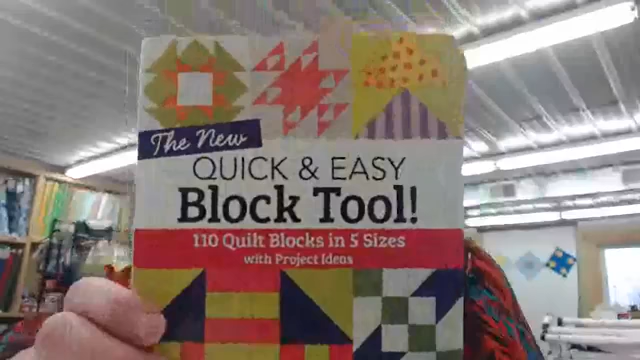 The New
QUICK & EASY
Block Tool!
110 Quilt Blocks in 5 Sizes
with Project Ideas